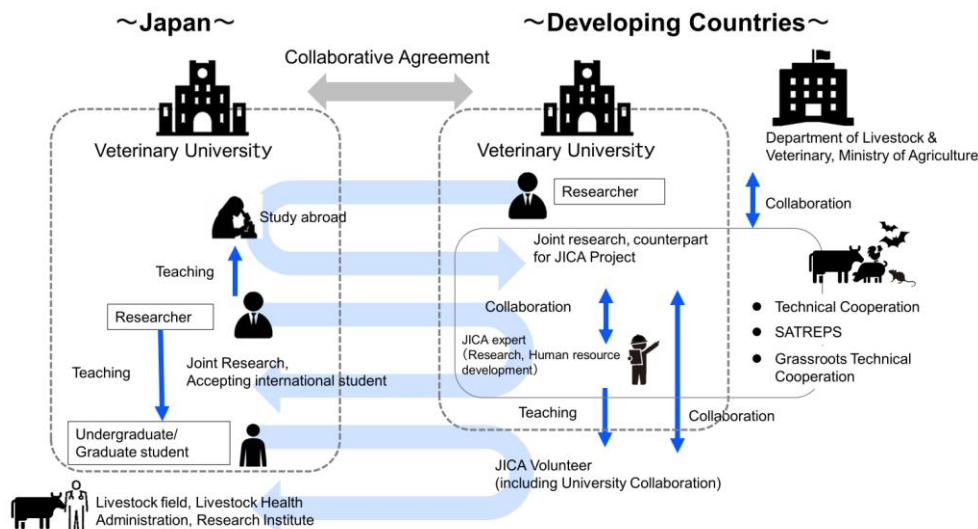 ~Japan~
~Developing Countries~
Collaborative Agreement
Veterinary University
Veterinary University
Department of Livestock &
Veterinary, Ministry of Agriculture
Researcher
Collaboration
Study abroad
Joint research, counterpart
for JICA Project
Teaching
Researcher
Collaboration
● Technical Cooperation
● SATREPS
● Grassroots Technical
Cooperation
JICA expert
(Research, Human resource
development)
Joint Research,
Accepting international student
Teaching
Teaching
Collaboration
Undergraduate/
Graduate student
JICA Volunteer
(including University Collaboration)
Livestock field, Livestock Health
Administration, Research Institute